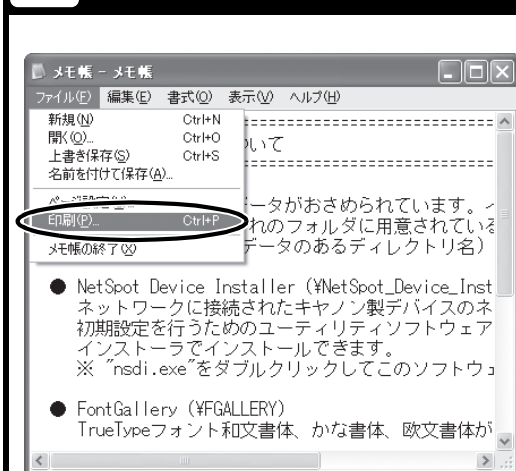 メモ帳 - メモ帳
ファイル(F) 編集(E) 書式(O) 表示(V) ヘルプ(H)
新規(N) Ctrl+N
開く(O)... Ctrl+O
上書き保存(S) Ctrl+S
名前を付けて保存(A)...
印刷(P)... Ctrl+P
メモ帳の終了(X)
===========================
ついて
===========================
ータがおさめられています。
れのフォルダに用意されている
データのあるディレクトリ名)
● NetSpot Device Installer (¥NetSpot_Device_Inst
ネットワークに接続されたキヤノン製デバイスのネ
初期設定を行うためのユーティリティソフトウェア
インストーラでインストールできます。
※ "nsdi.exe"をダブルクリックしてこのソフトウェ
● FontGallery (¥FGALLERY)
TrueTypeフォント和文書体、かな書体、欧文書体が